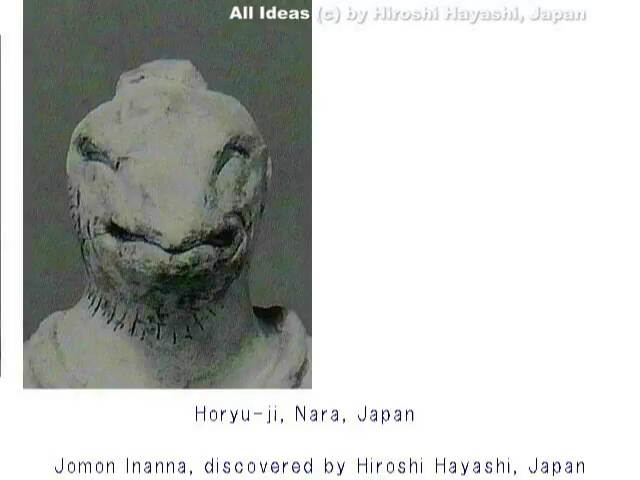 All Ideas (c) by Hiroshi Hayashi, Japan
Horyu-ji, Nara, Japan
Jomon Inanna, discovered by Hiroshi Hayashi, Japan